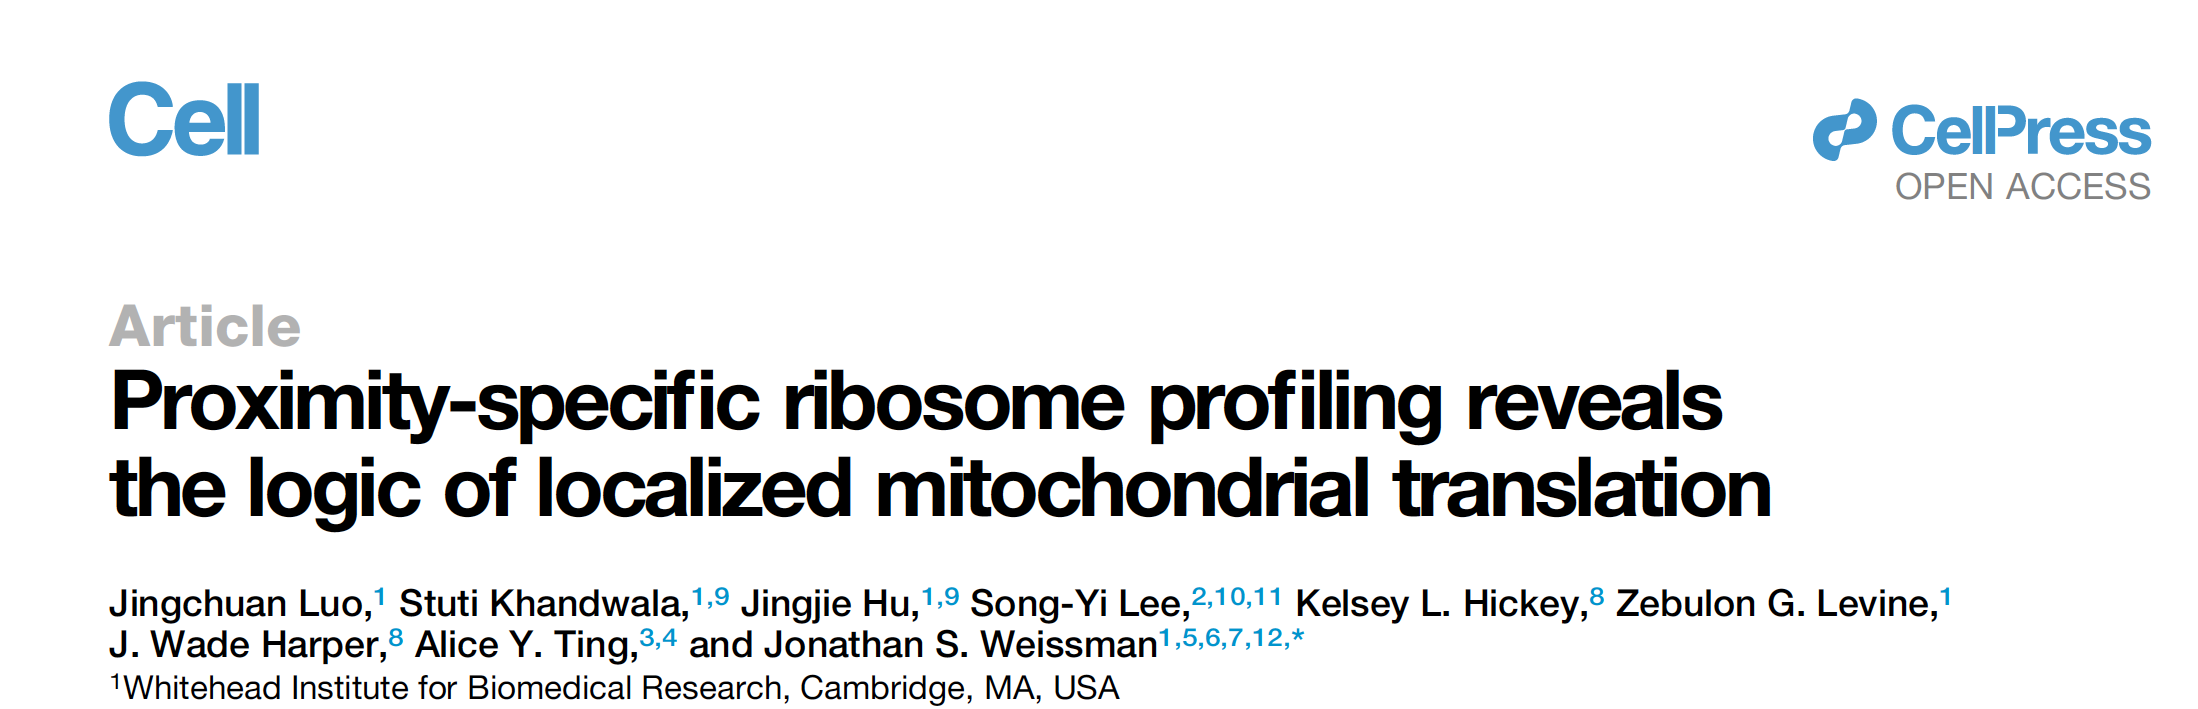 Cell
CellPress
OPEN ACCESS
Article
Proximity-specific ribosome profiling reveals
the logic of localized mitochondrial translation
Jingchuan Luo,1 Stuti Khandwala,1,9 Jingjie Hu,1,9 Song-Yi Lee,2,10,11 Kelsey L. Hickey,8 Zebulon G. Levine,1
J. Wade Harper,8 Alice Y. Ting,3,4 and Jonathan S. Weissman1,5,6,7,12,*
1Whitehead Institute for Biomedical Research, Cambridge, MA, USA